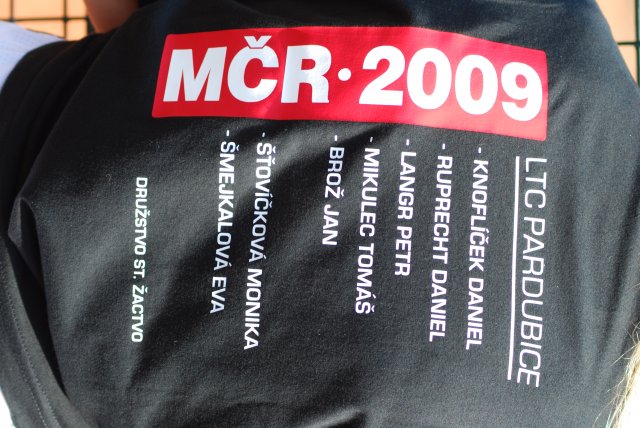 MČR·2009
LTC PARDUBICE
- KNOFLÍČEK DANIEL
- RUPRECHT DANIEL
- LANGR PETR
- MIKULEC TOMÁŠ
- BROŽ JAN
- ŠŤOVÍČKOVÁ MONIKA
- ŠMEJKALOVÁ EVA
DRUŽSTVO ST. ŽACTVO